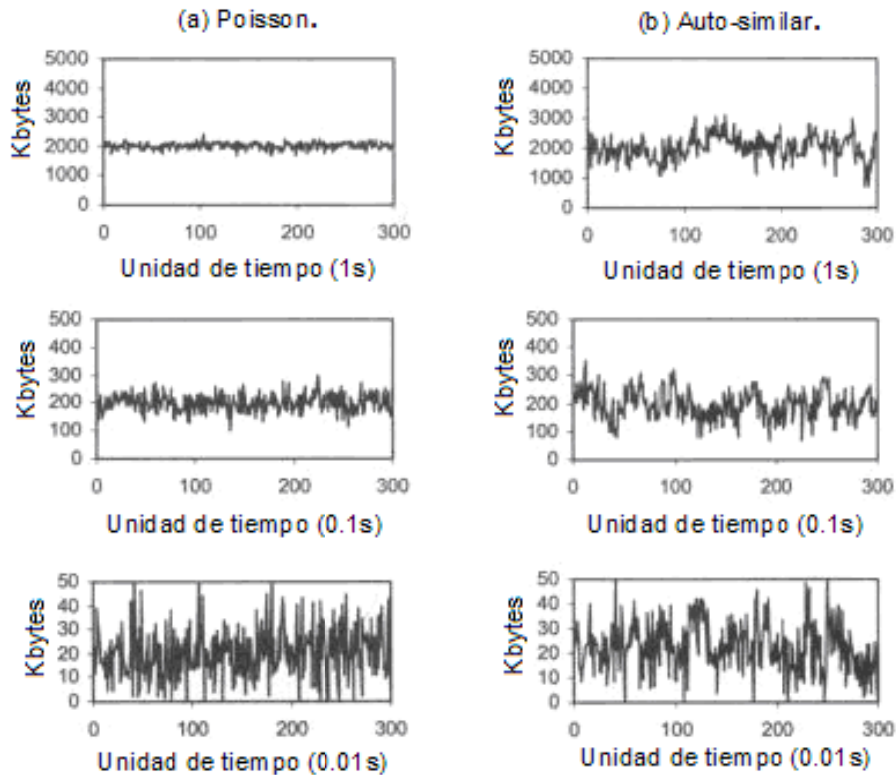 (a) Poisson.
(b) Auto-similar.
Kbytes
5000
4000
3000
2000
1000
0
0 100 200 300
Unidad de tiempo (1s)
Kbytes
5000
4000
3000
2000
1000
0
0 100 200 300
Unidad de tiempo (1s)
Kbytes
500
400
300
200
100
0
0 100 200 300
Unidad de tiempo (0.1s)
Kbytes
500
400
300
200
100
0
0 100 200 300
Unidad de tiempo (0.1s)
Kbytes
50
40
30
20
10
0
0 100 200 300
Unidad de tiempo (0.01s)
Kbytes
50
40
30
20
10
0
0 100 200 300
Unidad de tiempo (0.01s)